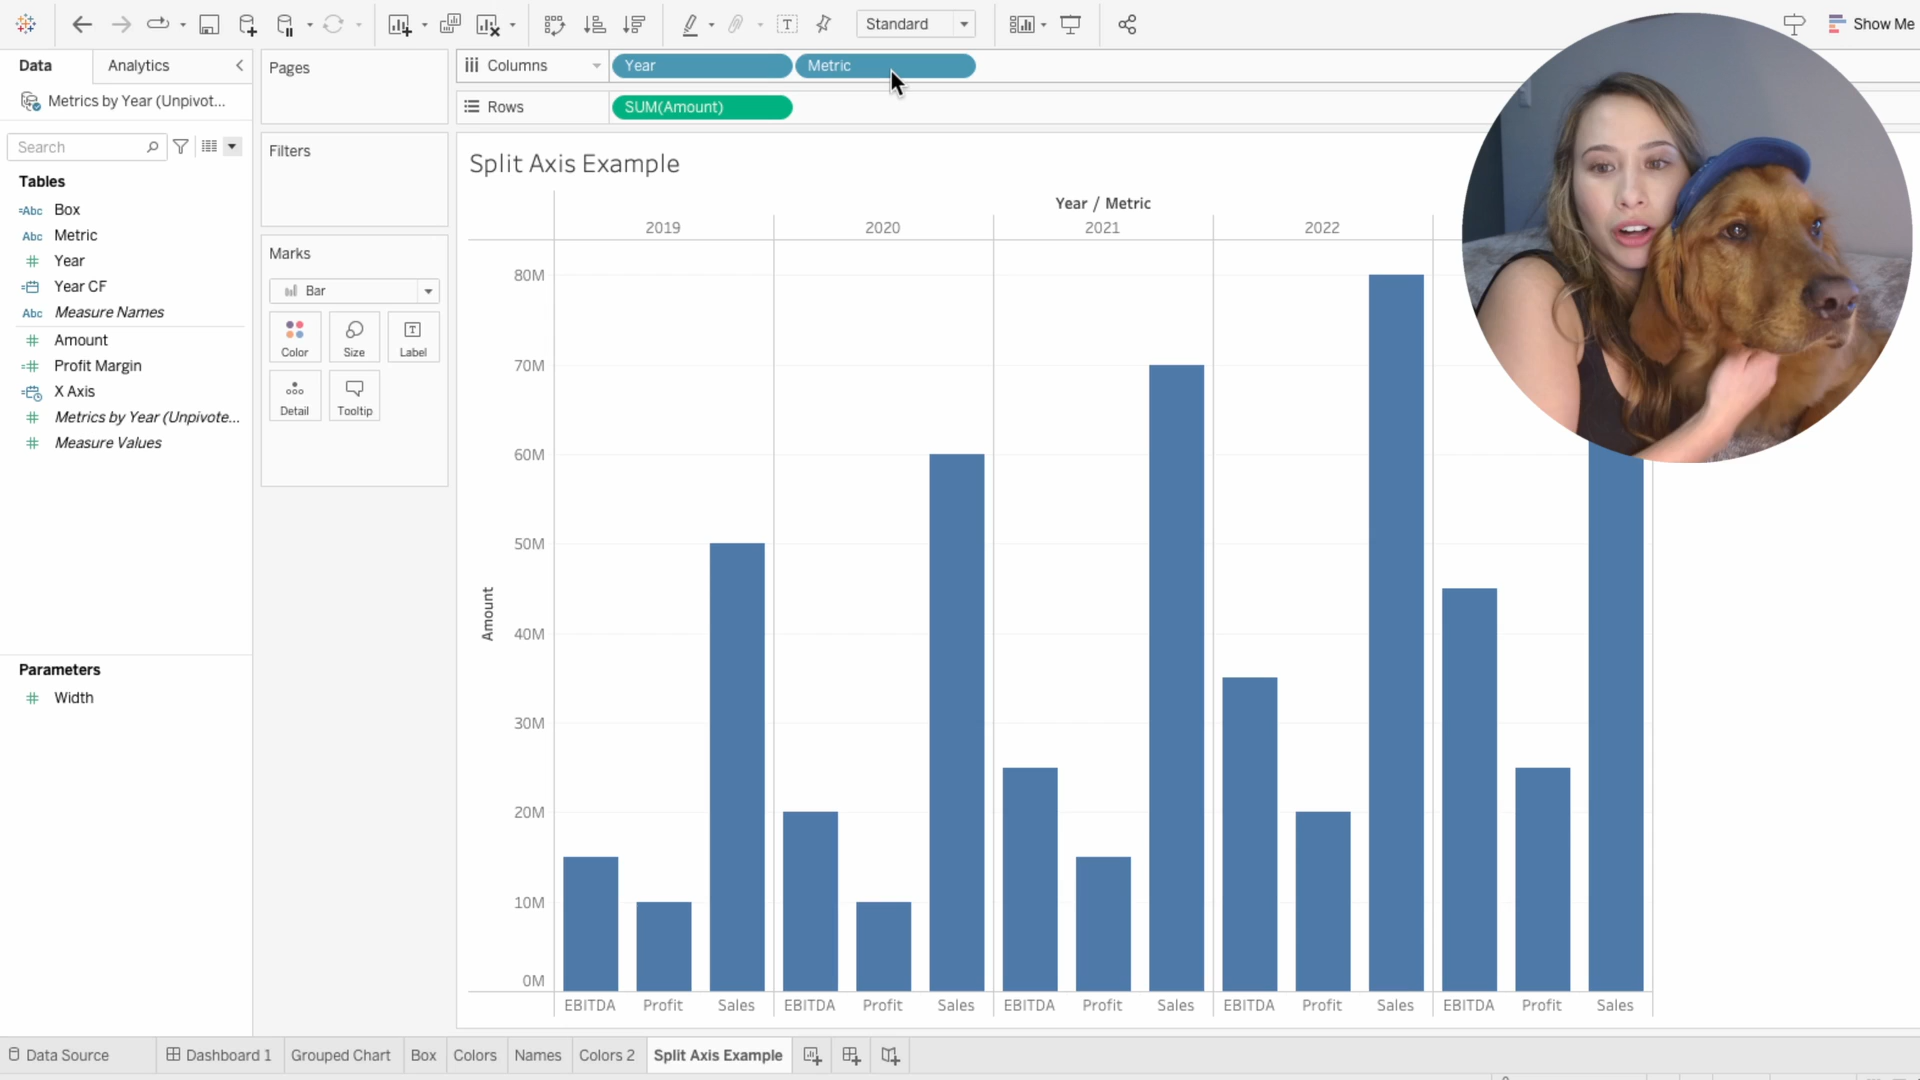 Standard
Show Me
Data
Analytics
Pages
Columns
Year
Metric
Metrics by Year (Unpivot...
Rows
SUM(Amount)
Search
Filters
Tables
Abc Box
Abc Metric
Year
Year CF
Abc Measure Names
Amount
Profit Margin
X Axis
Metrics by Year (Unpivote...
Measure Values
Parameters
Width
Marks
Bar
Color
Size
Label
Detail
Tooltip
Split Axis Example
Year / Metric
2019
2020
2021
2022
80M
70M
60M
50M
40M
30M
20M
10M
0M
Amount
EBITDA Profit Sales EBITDA Profit Sales EBITDA Profit Sales EBITDA Profit Sales EBITDA Profit Sales
Data Source
Dashboard 1
Grouped Chart
Box
Colors
Names
Colors 2
Split Axis Example